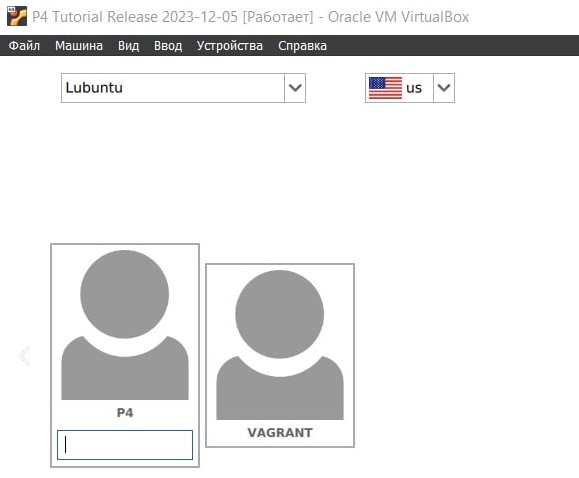 P4 Tutorial Release 2023-12-05 [Работает] - Oracle VM VirtualBox
Файл Машина Вид Ввод Устройства Справка
Lubuntu us
P4
VAGRANT